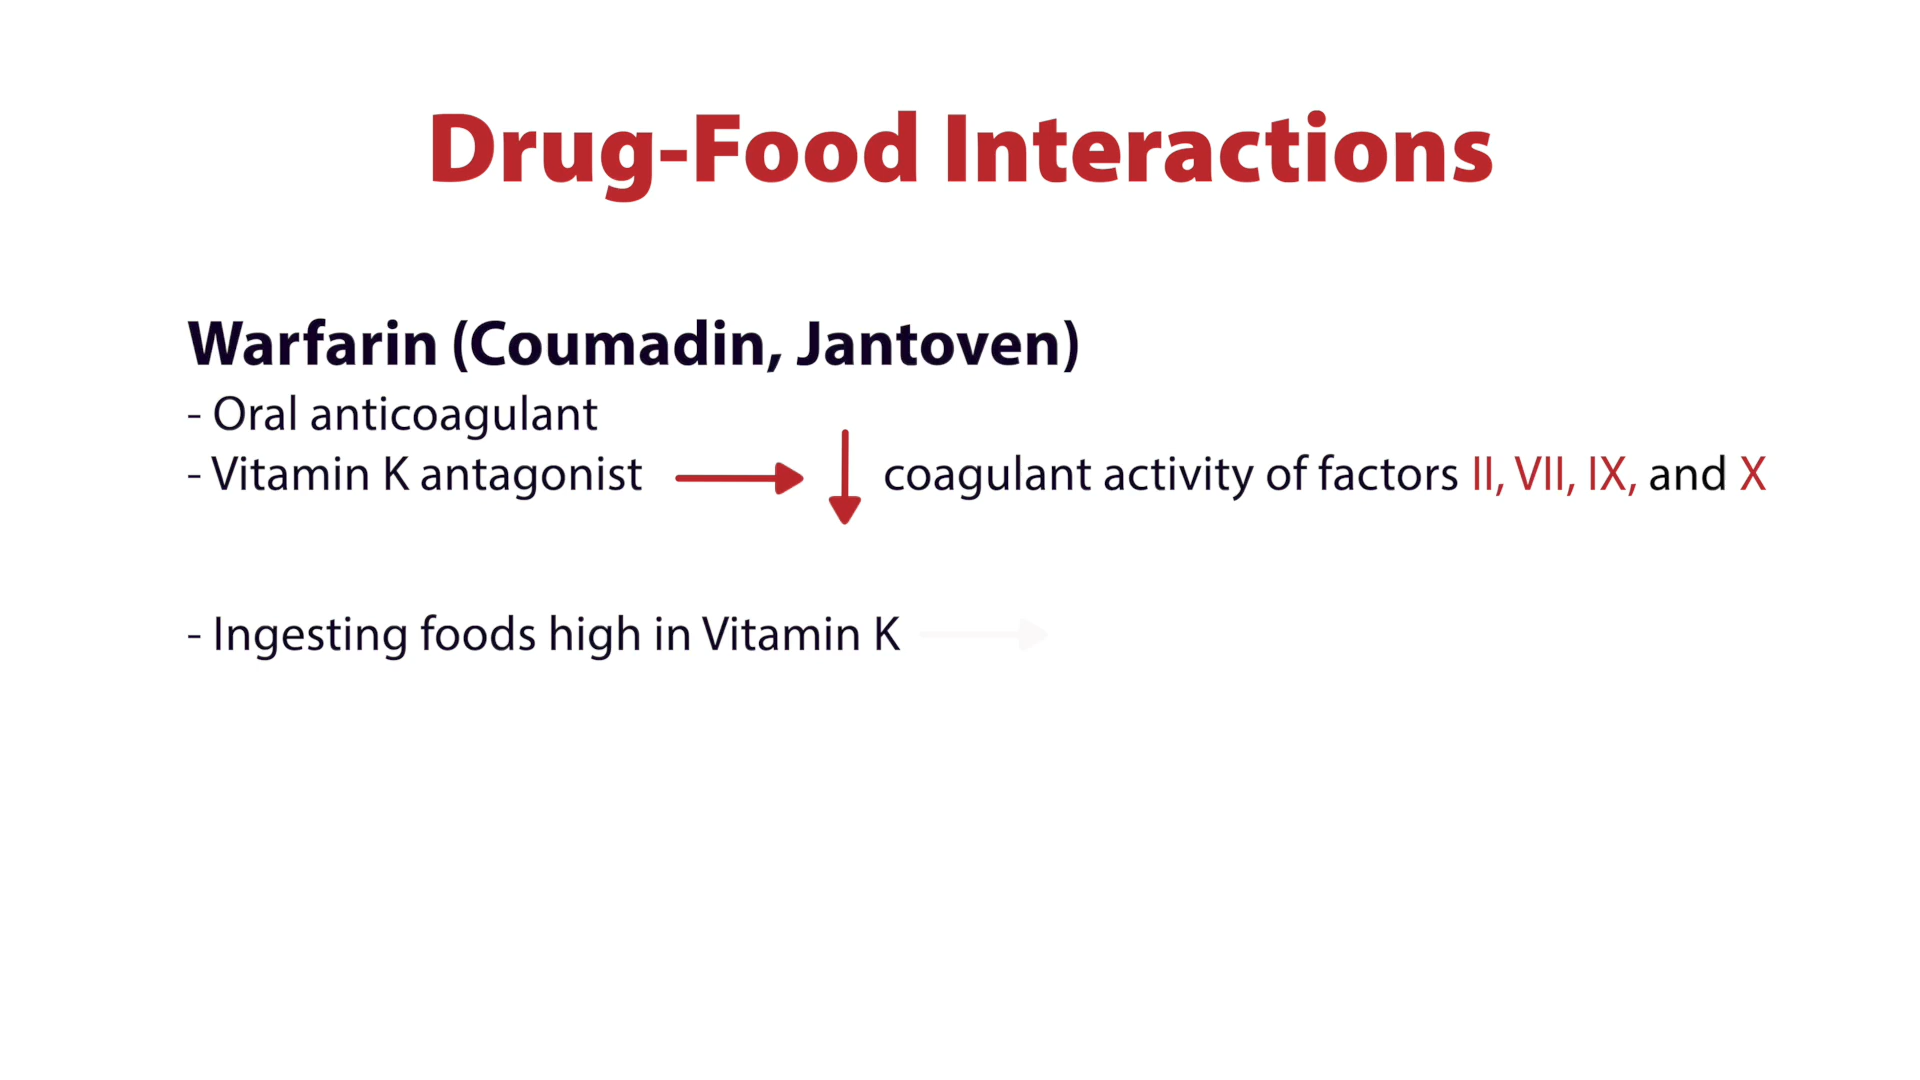 Drug-Food Interactions
Warfarin (Coumadin, Jantoven)
- Oral anticoagulant
- Vitamin K antagonist → ↓ coagulant activity of factors II, VII, IX, and X
- Ingesting foods high in Vitamin K →